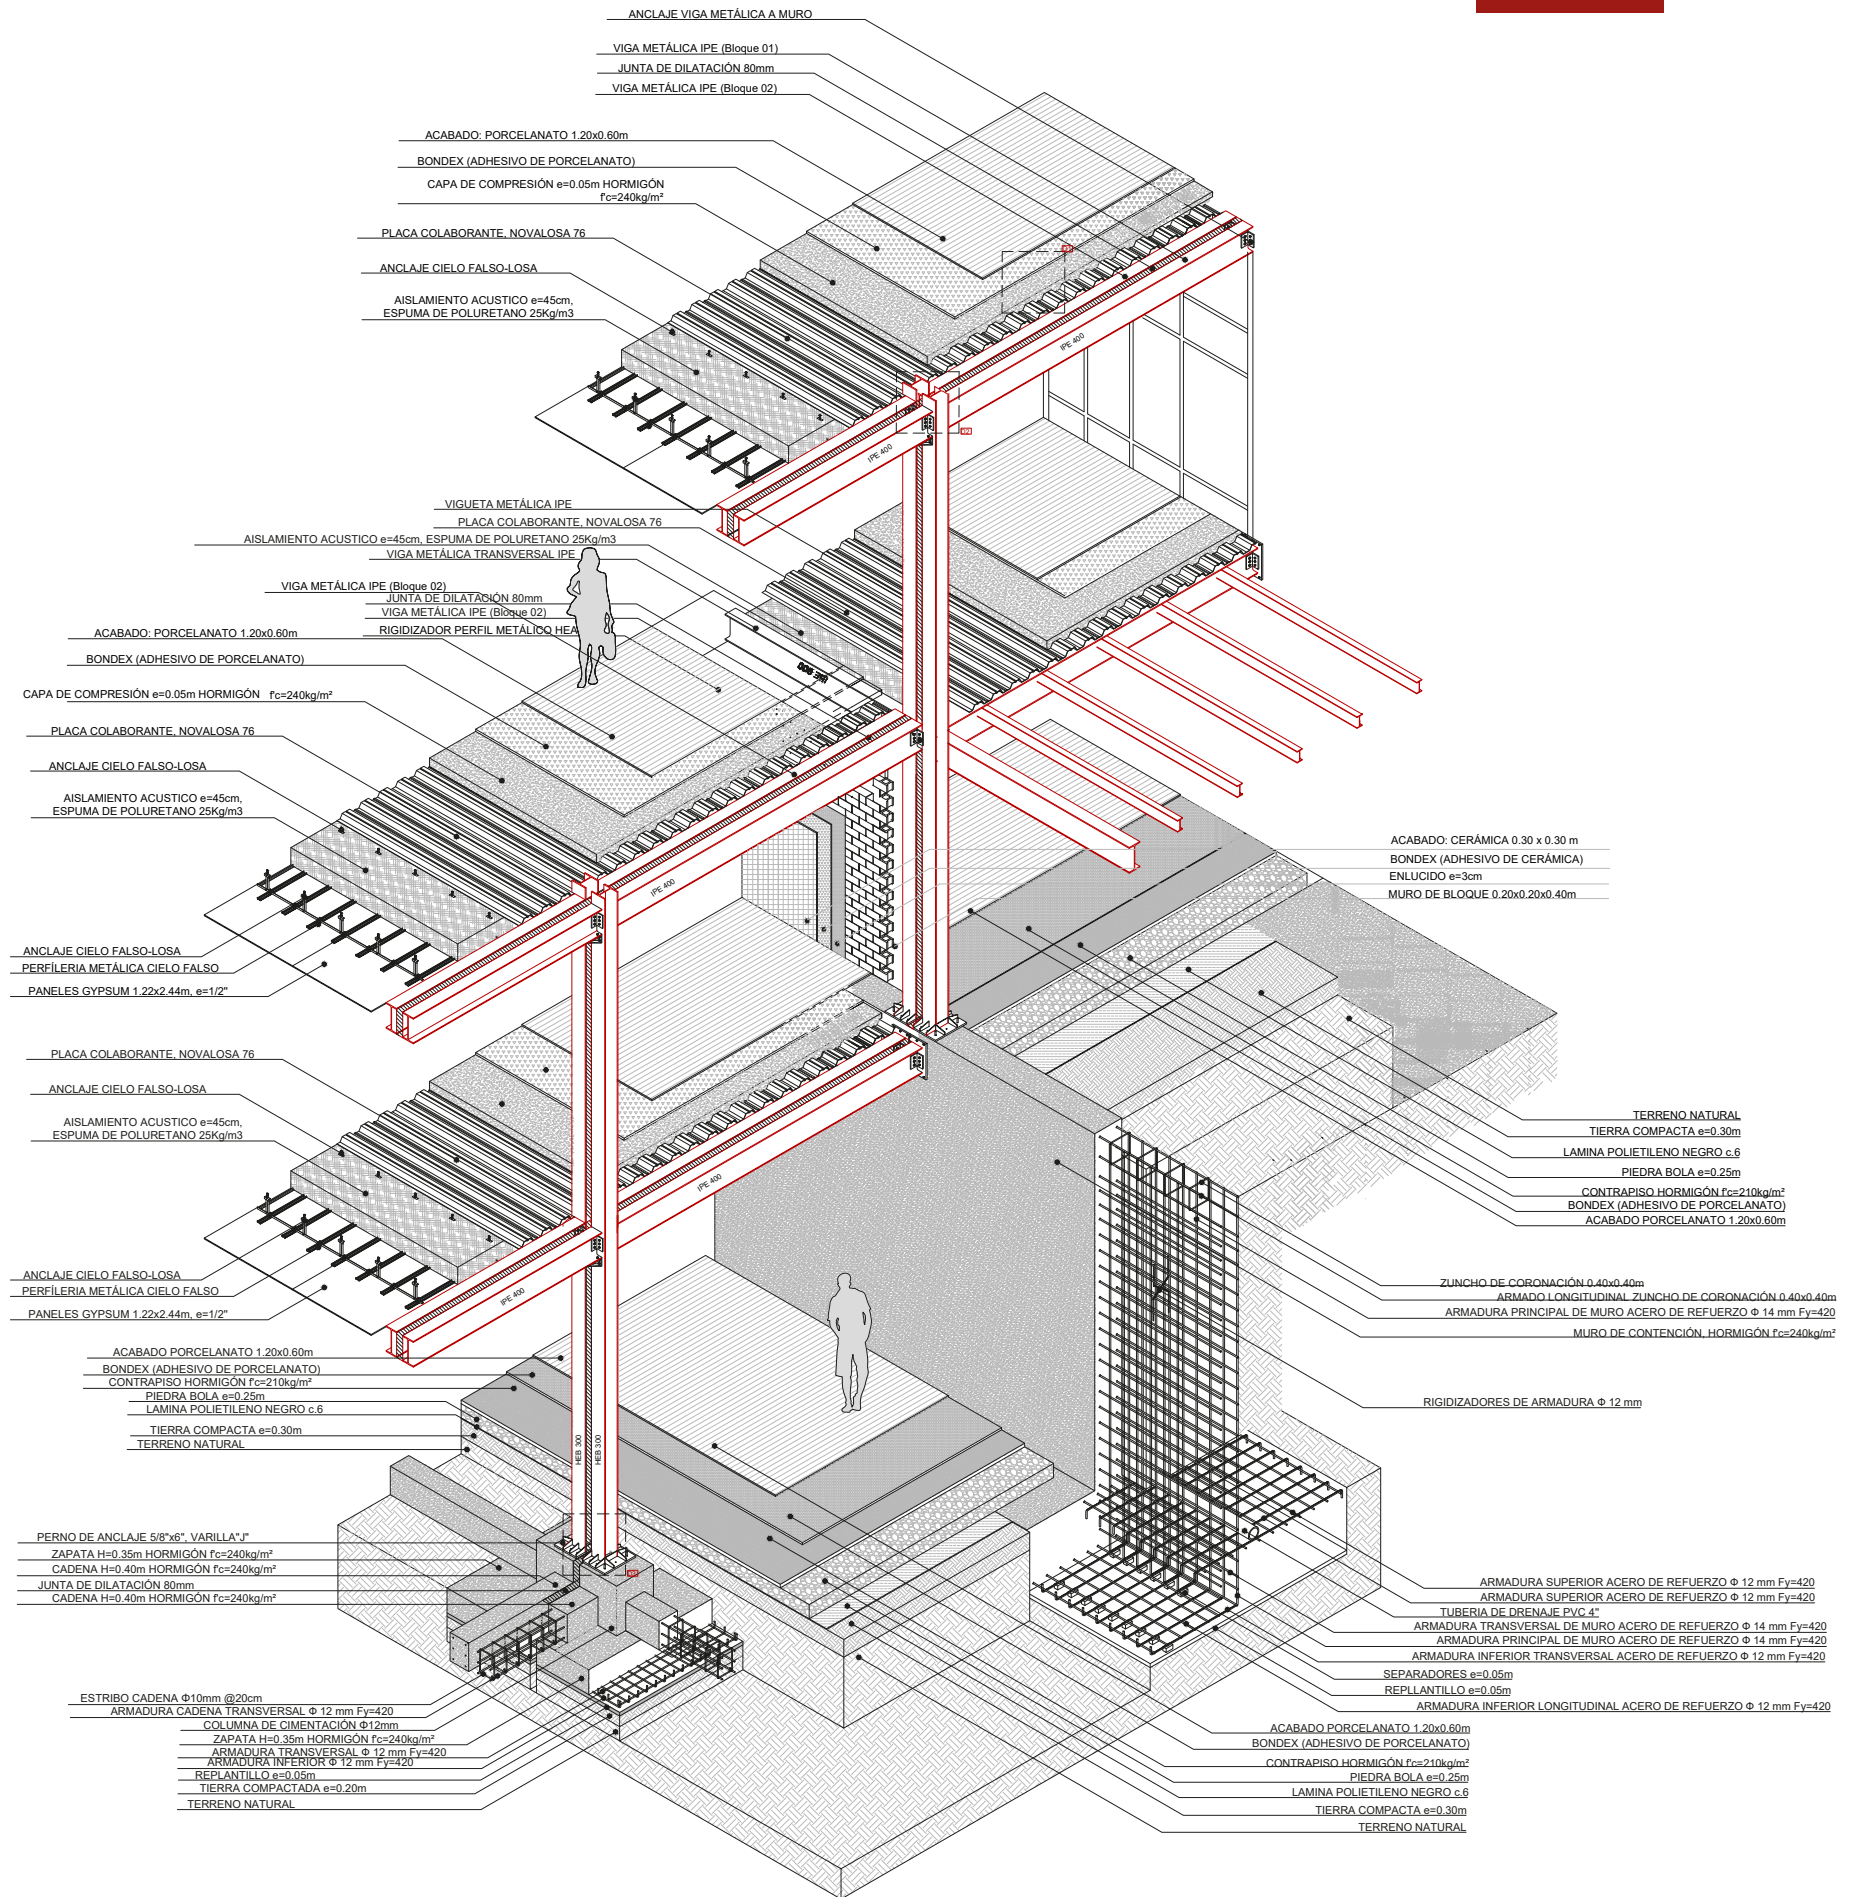 ANCLAJE VIGA METÁLICA A MURO
VIGA METÁLICA IPE (Bloque 01)
JUNTA DE DILATACIÓN 80mm
VIGA METÁLICA IPE (Bloque 02)
ACABADO: PORCELANATO 1.20x0.60m
BONDEX (ADHESIVO DE PORCELANATO)
CAPA DE COMPRESIÓN e=0.05m HORMIGÓN
f'c=240kg/m²
PLACA COLABORANTE, NOVALOSA 76
ANCLAJE CIELO FALSO-LOSA
AISLAMIENTO ACUSTICO e=45cm,
ESPUMA DE POLURETANO 25Kg/m3
IPE 400
IPE 400
VIGUETA METÁLICA IPE
PLACA COLABORANTE, NOVALOSA 76
AISLAMIENTO ACUSTICO e=45cm, ESPUMA DE POLURETANO 25Kg/m3
VIGA METÁLICA TRANSVERSAL IPE
VIGA METÁLICA IPE (Bloque 02)
JUNTA DE DILATACIÓN 80mm
VIGA METÁLICA IPE (Bloque 02)
RIGIDIZADOR PERFIL METÁLICO HEA
ACABADO: PORCELANATO 1.20x0.60m
BONDEX (ADHESIVO DE PORCELANATO)
CAPA DE COMPRESIÓN e=0.05m HORMIGÓN f'c=240kg/m²
PLACA COLABORANTE, NOVALOSA 76
ANCLAJE CIELO FALSO-LOSA
AISLAMIENTO ACUSTICO e=45cm,
ESPUMA DE POLURETANO 25Kg/m3
IPE 400
ANCLAJE CIELO FALSO-LOSA
PERFÍLERIA METÁLICA CIELO FALSO
PANELES GYPSUM 1.22x2.44m, e=1/2"
ACABADO: CERÁMICA 0.30 x 0.30 m
BONDEX (ADHESIVO DE CERÁMICA)
ENLUCIDO e=3cm
MURO DE BLOQUE 0.20x0.20x0.40m
PLACA COLABORANTE, NOVALOSA 76
ANCLAJE CIELO FALSO-LOSA
AISLAMIENTO ACUSTICO e=45cm,
ESPUMA DE POLURETANO 25Kg/m3
IPE 400
ANCLAJE CIELO FALSO-LOSA
PERFÍLERIA METÁLICA CIELO FALSO
PANELES GYPSUM 1.22x2.44m, e=1/2"
IPE 400
TERRENO NATURAL
TIERRA COMPACTA e=0.30m
LAMINA POLIETILENO NEGRO c.6
PIEDRA BOLA e=0.25m
CONTRAPISO HORMIGÓN f'c=210kg/m²
BONDEX (ADHESIVO DE PORCELANATO)
ACABADO PORCELANATO 1.20x0.60m
ZUNCHO DE CORONACIÓN 0.40x0.40m
ARMADO LONGITUDINAL ZUNCHO DE CORONACIÓN 0.40x0.40m
ARMADURA PRINCIPAL DE MURO ACERO DE REFUERZO Φ 14 mm Fy=420
MURO DE CONTENCIÓN, HORMIGÓN f'c=240kg/m²
RIGIDIZADORES DE ARMADURA Φ 12 mm
ACABADO PORCELANATO 1.20x0.60m
BONDEX (ADHESIVO DE PORCELANATO)
CONTRAPISO HORMIGÓN f'c=210kg/m²
PIEDRA BOLA e=0.25m
LAMINA POLIETILENO NEGRO c.6
TIERRA COMPACTA e=0.30m
TERRENO NATURAL
HEB 300
HEB 300
PERNO DE ANCLAJE 5/8"x6", VARILLA"J"
ZAPATA H=0.35m HORMIGÓN f'c=240kg/m²
CADENA H=0.40m HORMIGÓN f'c=240kg/m²
JUNTA DE DILATACIÓN 80mm
CADENA H=0.40m HORMIGÓN f'c=240kg/m²
ESTRIBO CADENA Φ10mm @20cm
ARMADURA CADENA TRANSVERSAL Φ 12 mm Fy=420
COLUMNA DE CIMENTACIÓN Φ12mm
ZAPATA H=0.35m HORMIGÓN f'c=240kg/m²
ARMADURA TRANSVERSAL Φ 12 mm Fy=420
ARMADURA INFERIOR Φ 12 mm Fy=420
REPLANTILLO e=0.05m
TIERRA COMPACTADA e=0.20m
TERRENO NATURAL
ARMADURA SUPERIOR ACERO DE REFUERZO Φ 12 mm Fy=420
ARMADURA SUPERIOR ACERO DE REFUERZO Φ 12 mm Fy=420
TUBERIA DE DRENAJE PVC 4"
ARMADURA TRANSVERSAL DE MURO ACERO DE REFUERZO Φ 14 mm Fy=420
ARMADURA PRINCIPAL DE MURO ACERO DE REFUERZO Φ 14 mm Fy=420
ARMADURA INFERIOR TRANSVERSAL ACERO DE REFUERZO Φ 12 mm Fy=420
SEPARADORES e=0.05m
REPLLANTILLO e=0.05m
ARMADURA INFERIOR LONGITUDINAL ACERO DE REFUERZO Φ 12 mm Fy=420
ACABADO PORCELANATO 1.20x0.60m
BONDEX (ADHESIVO DE PORCELANATO)
CONTRAPISO HORMIGÓN f'c=210kg/m²
PIEDRA BOLA e=0.25m
LAMINA POLIETILENO NEGRO c.6
TIERRA COMPACTA e=0.30m
TERRENO NATURAL